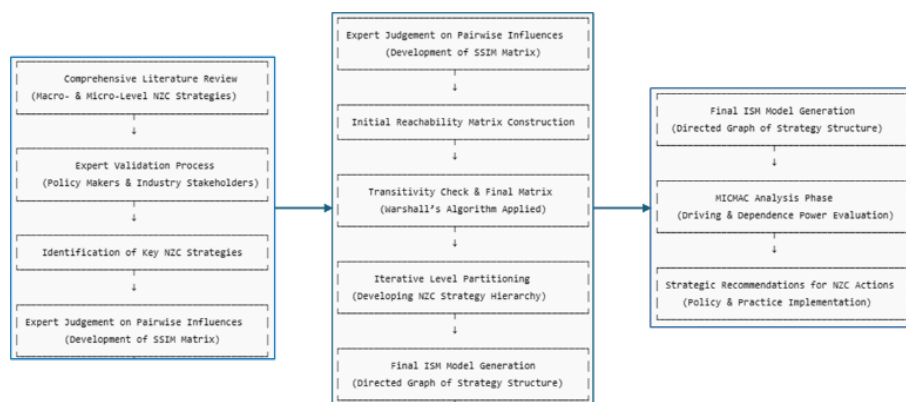 Comprehensive Literature Review
(Macro- & Micro-Level NZC Strategies)
↓
Expert Validation Process
(Policy Makers & Industry Stakeholders)
↓
Identification of Key NZC Strategies
↓
Expert Judgement on Pairwise Influences
(Development of SSIM Matrix)
Expert Judgement on Pairwise Influences
(Development of SSIM Matrix)
↓
Initial Reachability Matrix Construction
↓
Transitivity Check & Final Matrix
(Warshall's Algorithm Applied)
↓
Iterative Level Partitioning
(Developing NZC Strategy Hierarchy)
↓
Final ISM Model Generation
(Directed Graph of Strategy Structure)
Final ISM Model Generation
(Directed Graph of Strategy Structure)
↓
MICMAC Analysis Phase
(Driving & Dependence Power Evaluation)
↓
Strategic Recommendations for NZC Actions
(Policy & Practice Implementation)